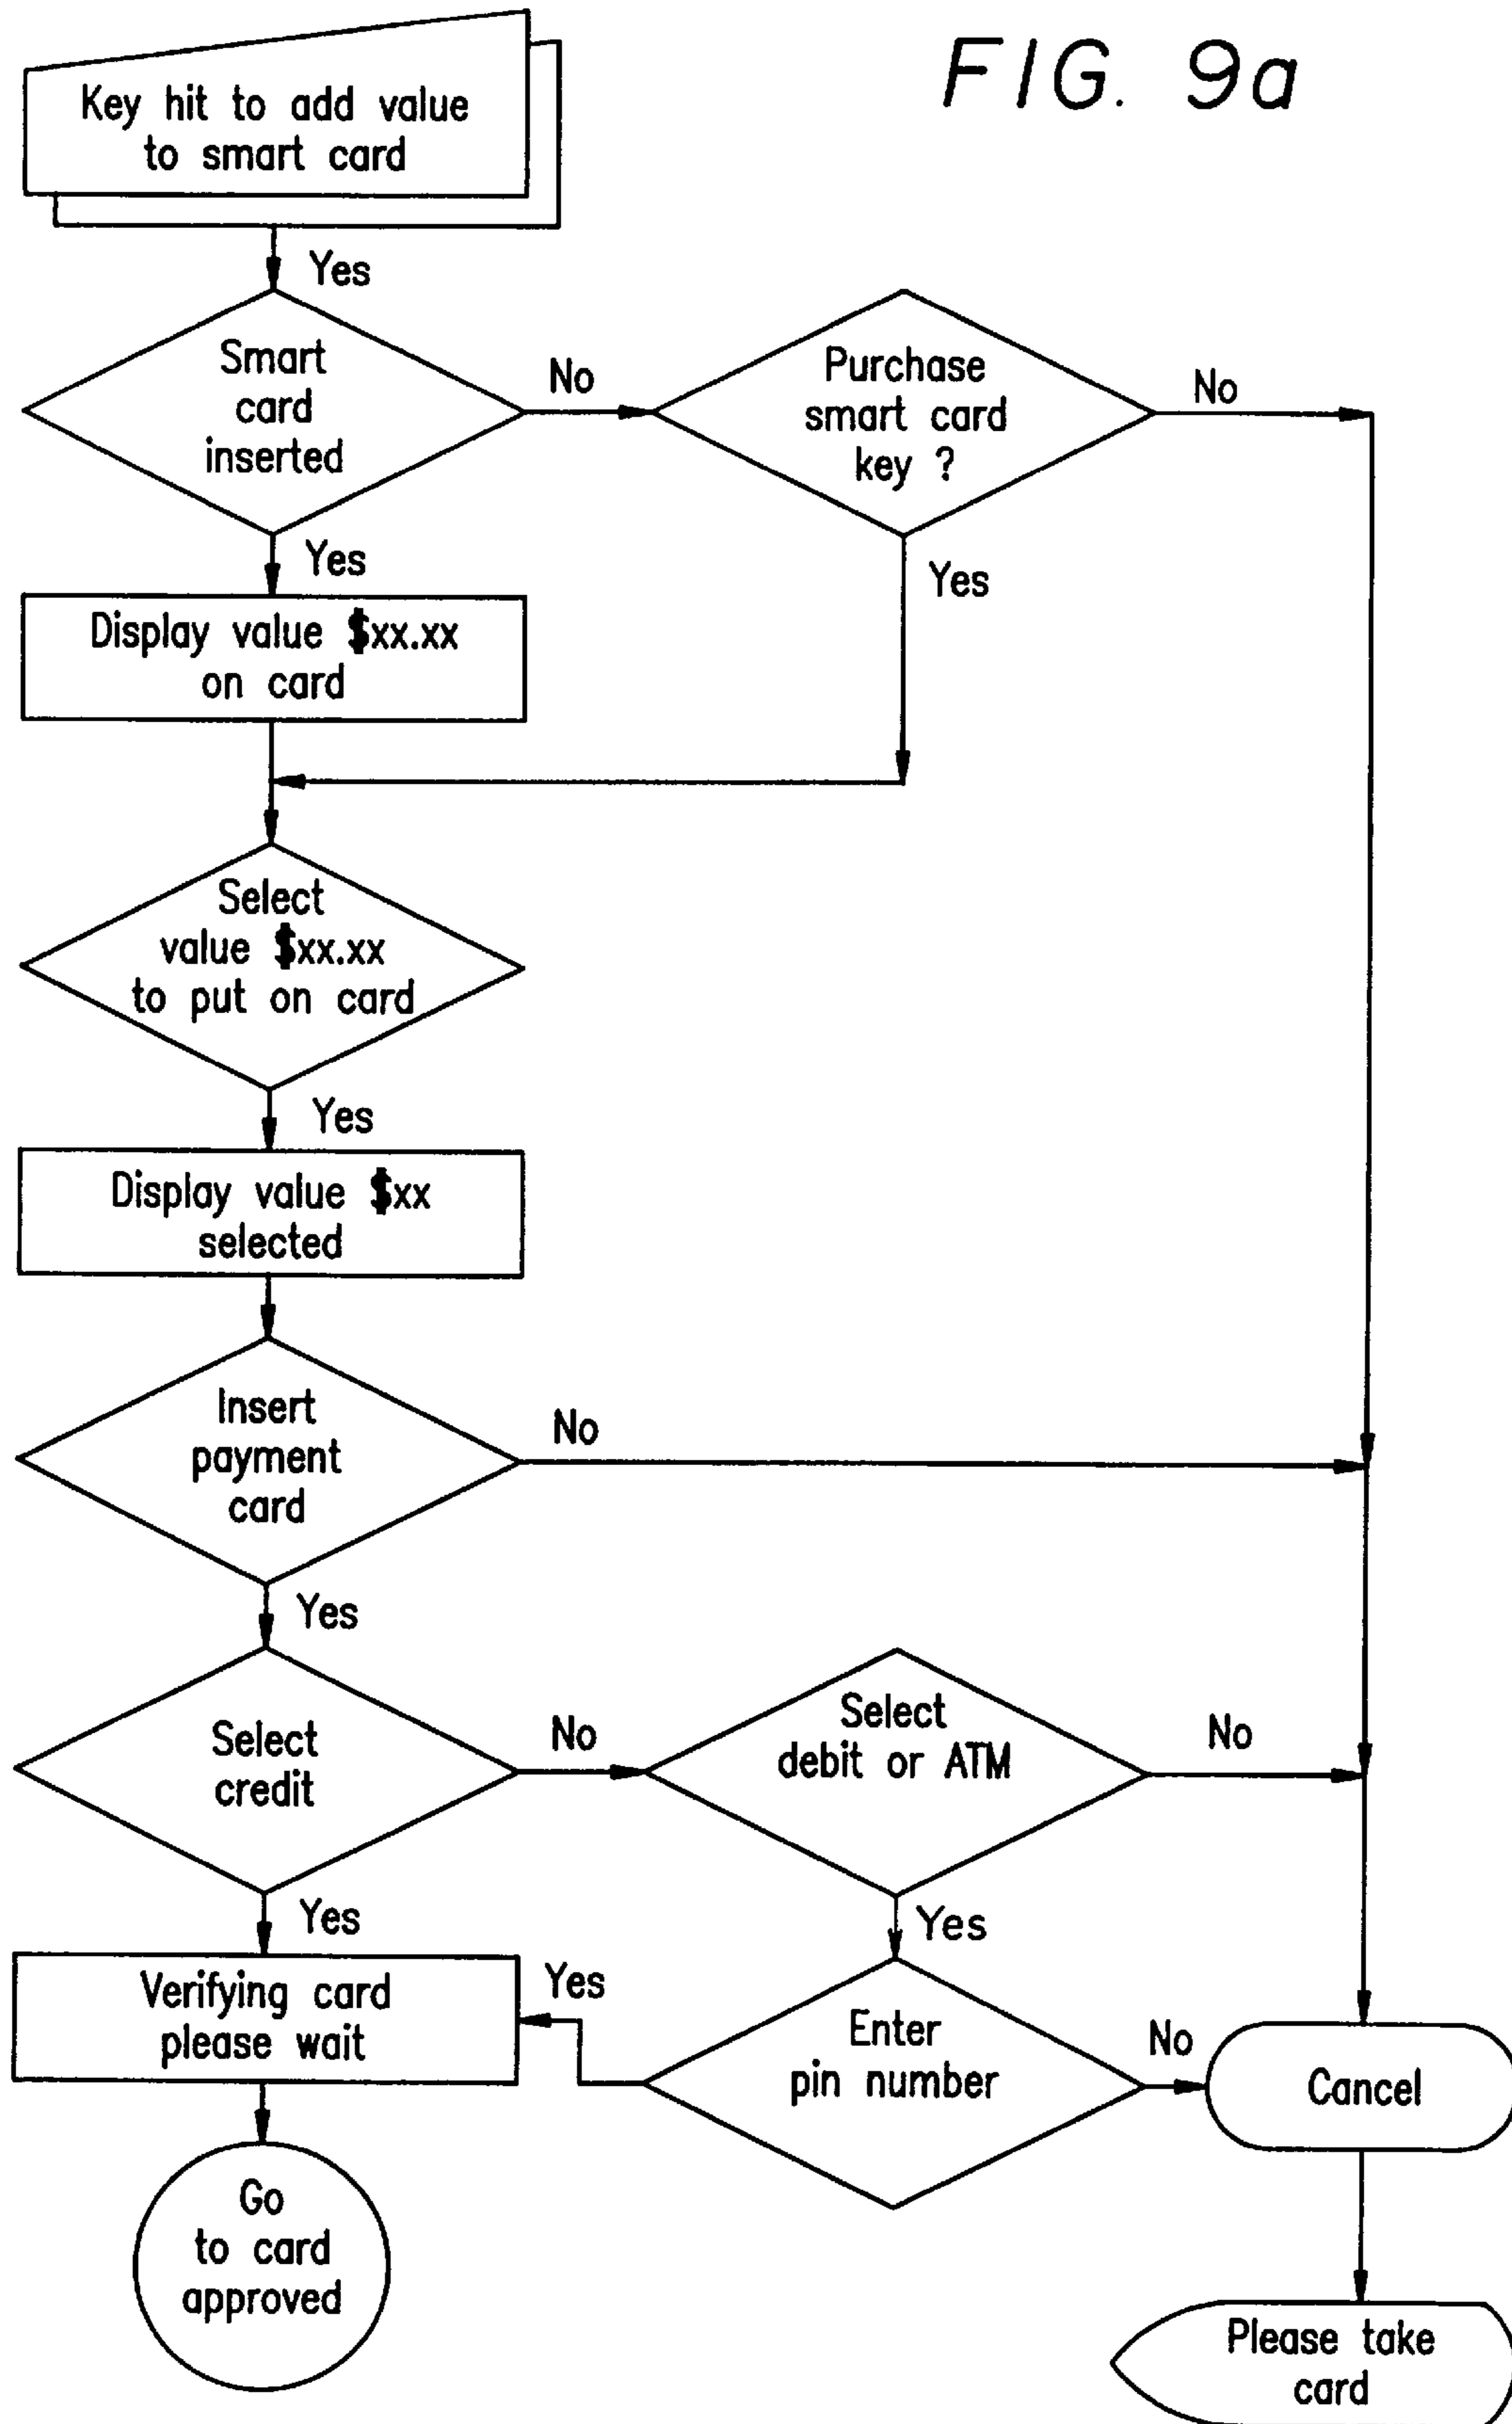 FIG. 9a
Key hit to add value
to smart card
Yes
Smart
card
inserted
No
Purchase
smart card
key ?
No
Yes
Yes
Display value $xx.xx
on card
Select
value $xx.xx
to put on card
Yes
Display value $xx
selected
Insert
payment
card
No
Yes
Select
credit
No
Select
debit or ATM
No
Yes
Yes
Verifying card
please wait
Yes
Enter
pin number
No
Cancel
Go
to card
approved
Please take
card